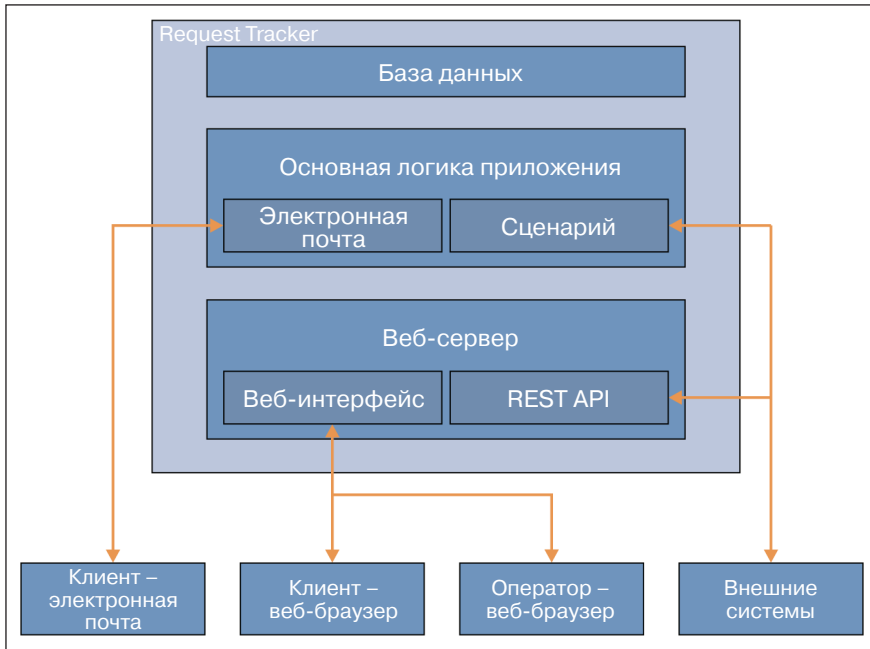 Request Tracker
База данных
Основная логика приложения
Электронная
почта
Сценарий
Веб-сервер
Веб-интерфейс
REST API
Клиент –
электронная
почта
Клиент –
веб-браузер
Оператор –
веб-браузер
Внешние
системы